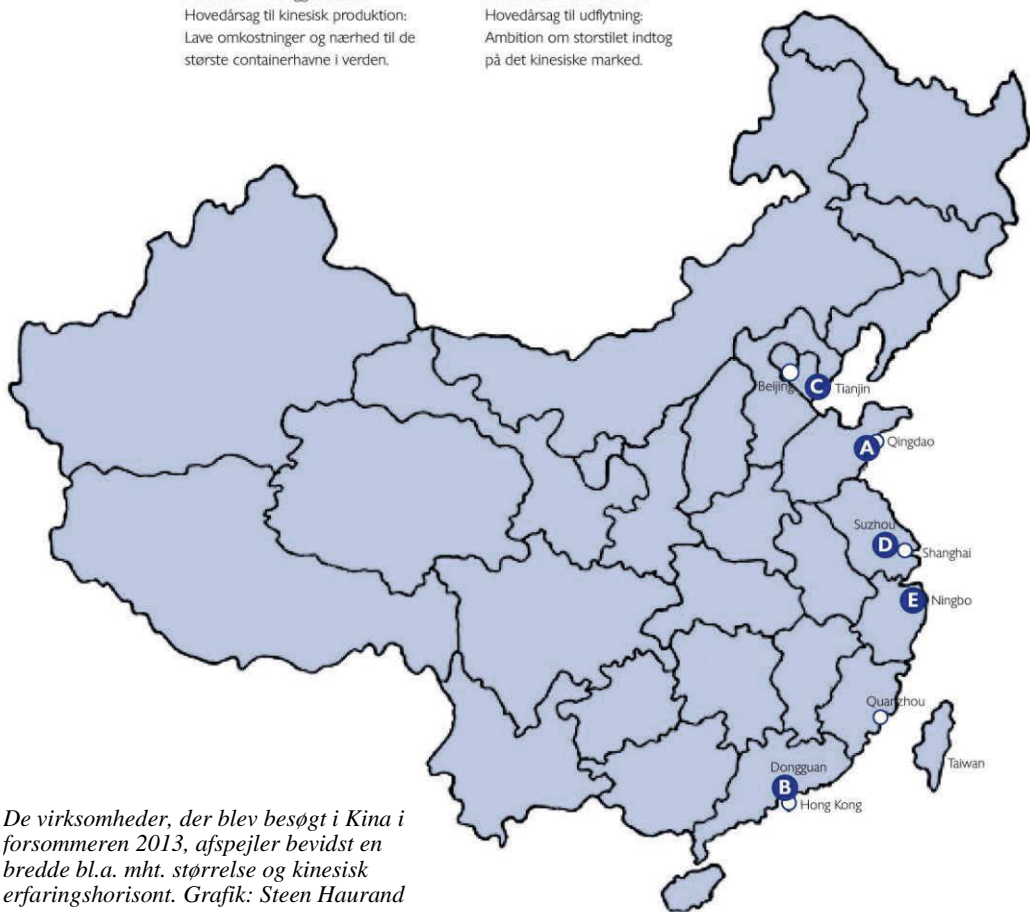 Hovedårsag til kinesisk produktion:
Lave omkostninger og nærhed til de
største containerhavne i verden.
Hovedårsag til udflytning:
Ambition om storstilet indtog
på det kinesiske marked.
Beijing
C
Tianjin
A
Qingdao
Suzhou
D
Shanghai
E
Ningbo
Quanzhou
Taiwan
Dongguan
B
Hong Kong
De virksomheder, der blev besøgt i Kina i
forsommeren 2013, afspejler bevidst en
bredde bl.a. mht. størrelse og kinesisk
erfaringshorisont. Grafik: Steen Haurand